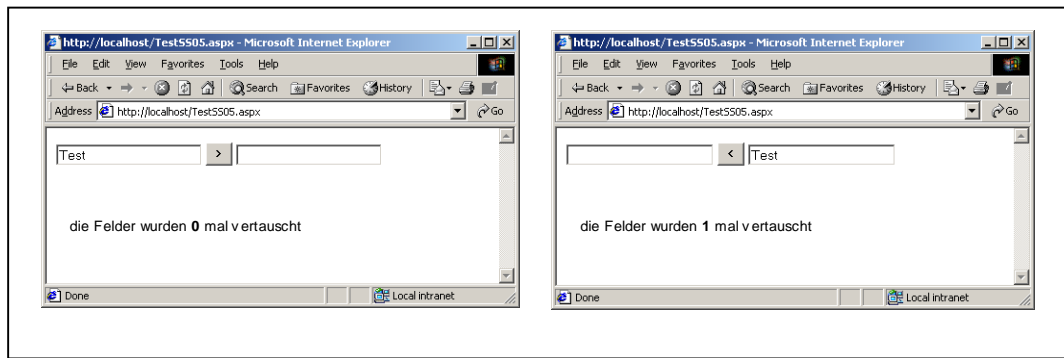 http://localhost/TestSS05.aspx - Microsoft Internet Explorer
File Edit View Favorites Tools Help
Back Search Favorites History
Address http://localhost/TestSS05.aspx Go
Test >
die Felder wurden 0 mal vertauscht
Done Local intranet
http://localhost/TestSS05.aspx - Microsoft Internet Explorer
File Edit View Favorites Tools Help
Back Search Favorites History
Address http://localhost/TestSS05.aspx Go
< Test
die Felder wurden 1 mal vertauscht
Done Local intranet